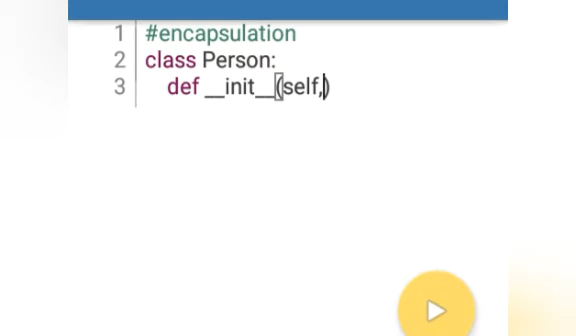 1 #encapsulation
2 class Person:
3 def __init__(self,)